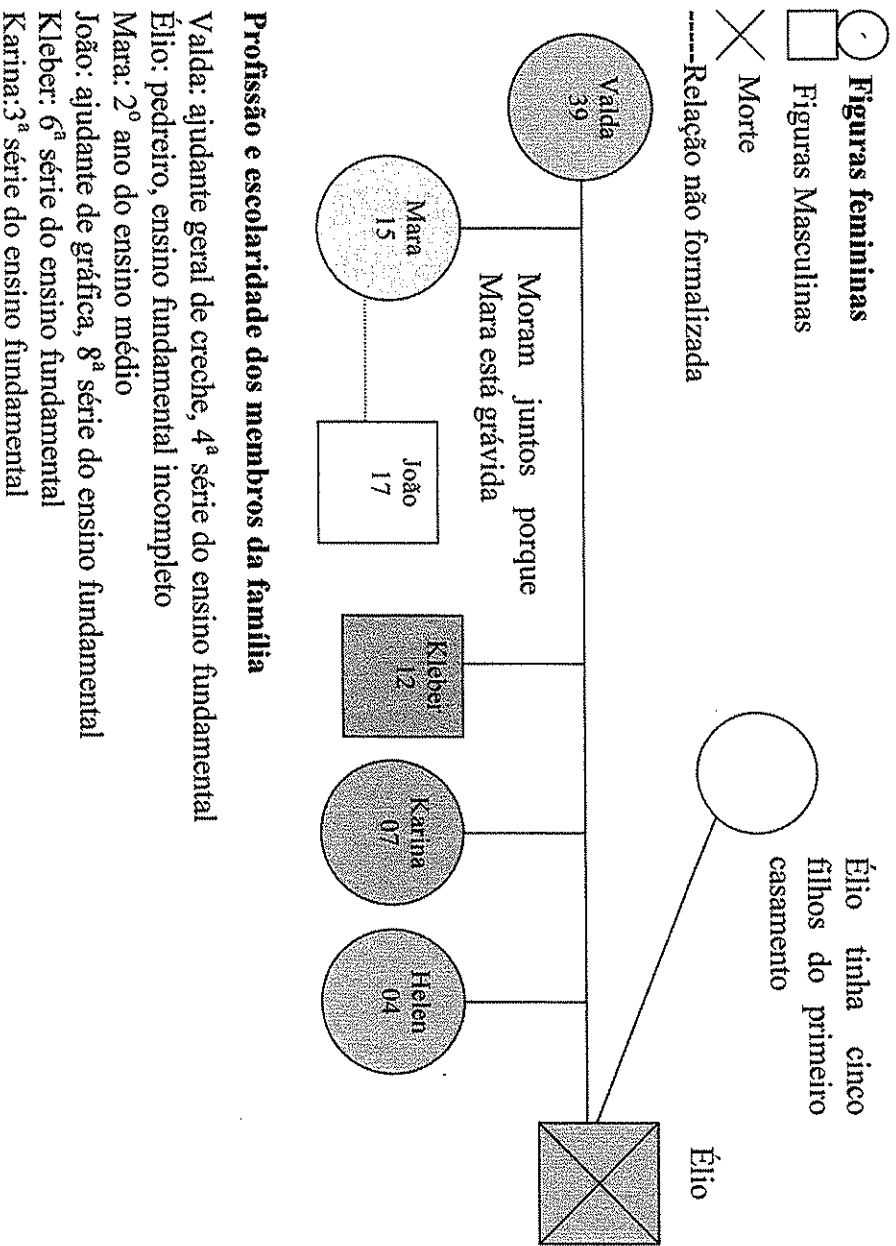 Figuras femininas
Figuras Masculinas
Morte
-----Relação não formalizada
Élio tinha cinco
filhos do primeiro
casamento
Élio
Valda
39
Mara
15
Moram juntos porque
Mara está grávida
João
17
Kleber
12
Karina
07
Helen
04
Profissão e escolaridade dos membros da família
Valda: ajudante geral de creche, 4ª série do ensino fundamental
Élio: pedreiro, ensino fundamental incompleto
Mara: 2º ano do ensino médio
João: ajudante de gráfica, 8ª série do ensino fundamental
Kleber: 6ª série do ensino fundamental
Karina:3ª série do ensino fundamental